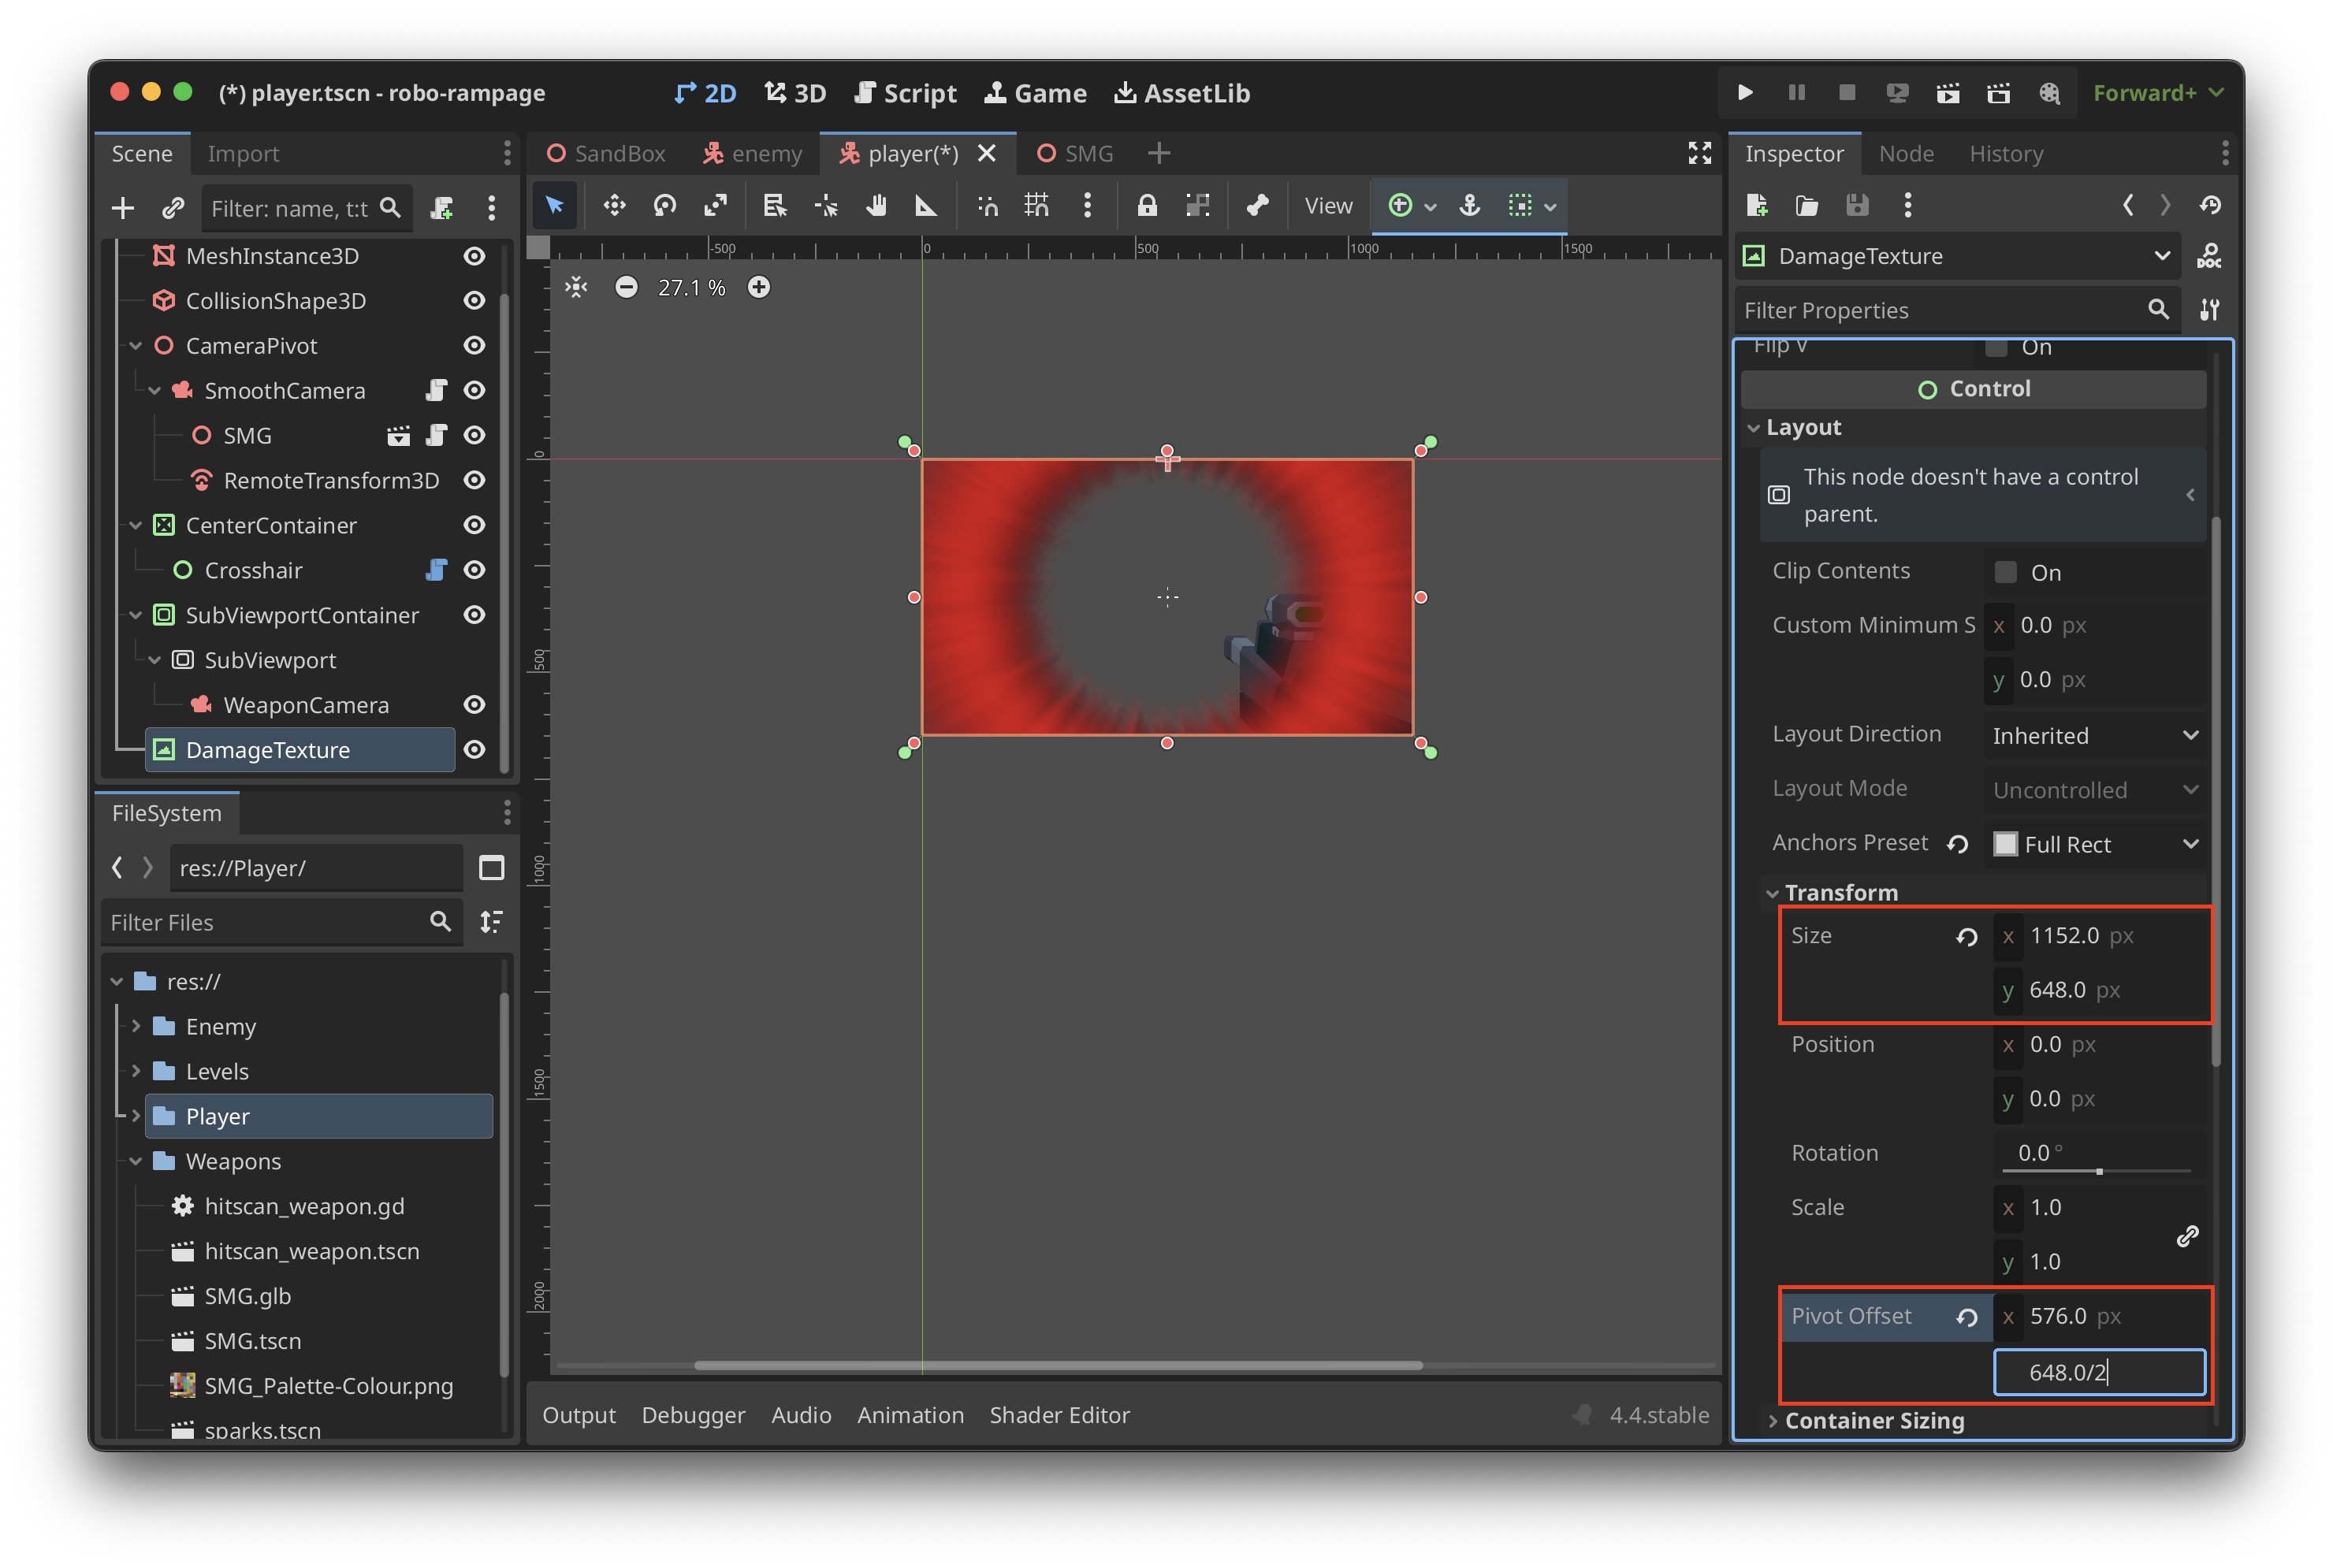 (*) player.tscn - robo-rampage
2D
3D
Script
Game
AssetLib
Forward+
Scene
Import
Filter: name, t:t
MeshInstance3D
CollisionShape3D
CameraPivot
SmoothCamera
SMG
RemoteTransform3D
CenterContainer
Crosshair
SubViewportContainer
SubViewport
WeaponCamera
DamageTexture
FileSystem
res://Player/
Filter Files
res://
Enemy
Levels
Player
Weapons
hitscan_weapon.gd
hitscan_weapon.tscn
SMG.glb
SMG.tscn
SMG_Palette-Colour.png
sparks.tscn
SandBox
enemy
player(*)
SMG
View
-500
0
500
1000
1500
27.1 %
0
500
1000
1500
2000
Output
Debugger
Audio
Animation
Shader Editor
4.4.stable
Inspector
Node
History
DamageTexture
DOC
Filter Properties
Flip V
On
Control
Layout
This node doesn't have a control
parent.
Clip Contents
On
Custom Minimum S
x 0.0 px
y 0.0 px
Layout Direction
Inherited
Layout Mode
Uncontrolled
Anchors Preset
Full Rect
Transform
Size
x 1152.0 px
y 648.0 px
Position
x 0.0 px
y 0.0 px
Rotation
0.0 °
Scale
x 1.0
y 1.0
Pivot Offset
x 576.0 px
648.0/2
Container Sizing